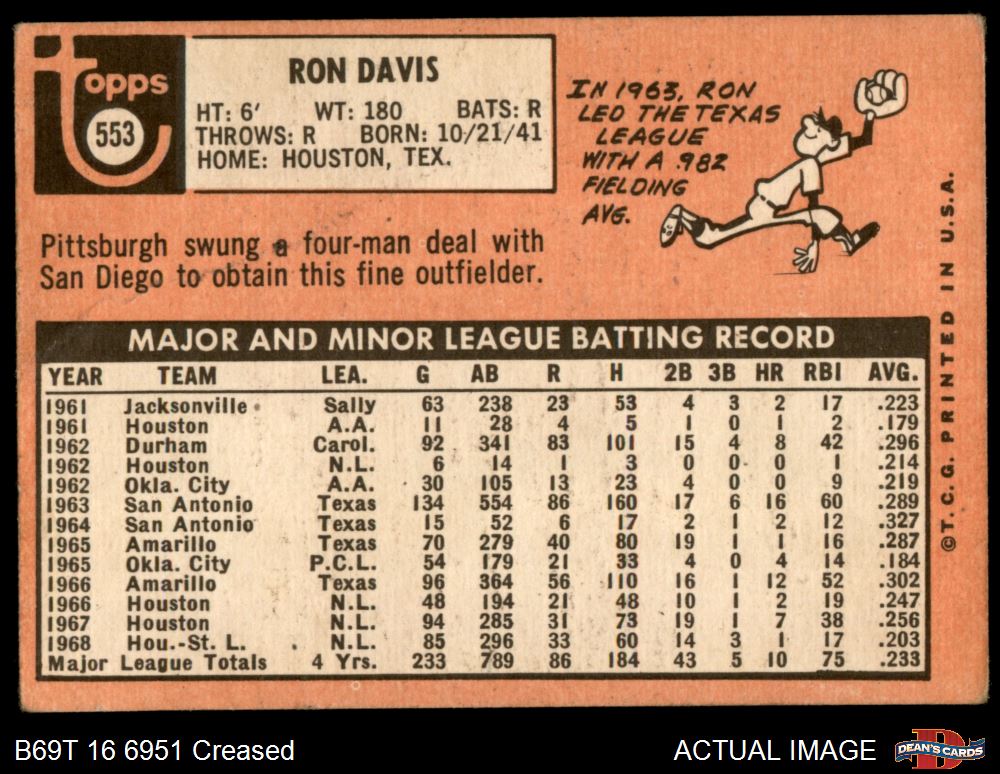 topps
553
RON DAVIS
HT: 6' WT: 180 BATS: R
THROWS: R BORN: 10/21/41
HOME: HOUSTON, TEX.
IN 1963, RON
LED THE TEXAS
LEAGUE
WITH A .982
FIELDING
AVG.
Pittsburgh swung a four-man deal with
San Diego to obtain this fine outfielder.
MAJOR AND MINOR LEAGUE BATTING RECORD
YEAR TEAM LEA. G AB R H 2B 3B HR RBI AVG.
1961 Jacksonville Sally 63 238 23 53 4 3 2 17 .223
1961 Houston A.A. 11 28 4 5 1 0 1 2 .179
1962 Durham Carol. 92 341 83 101 15 4 8 42 .296
1962 Houston N.L. 6 14 1 3 0 0 0 1 .214
1962 Okla. City A.A. 30 105 13 23 4 0 0 9 .219
1963 San Antonio Texas 134 554 86 160 17 6 16 60 .289
1964 San Antonio Texas 15 52 6 17 2 1 2 12 .327
1965 Amarillo Texas 70 279 40 80 19 1 1 16 .287
1965 Okla. City P.C.L. 54 179 21 33 4 0 4 14 .184
1966 Amarillo Texas 96 364 56 110 16 1 12 52 .302
1966 Houston N.L. 48 194 21 48 10 1 2 19 .247
1967 Houston N.L. 94 285 31 73 19 1 7 38 .256
1968 Hou.-St. L. N.L. 85 296 33 60 14 3 1 17 .203
Major League Totals 4 Yrs. 233 789 86 184 43 5 10 75 .233
©T.C.G. PRINTED IN U.S.A.
B69T 16 6951 Creased
ACTUAL IMAGE
DEAN'S CARDS